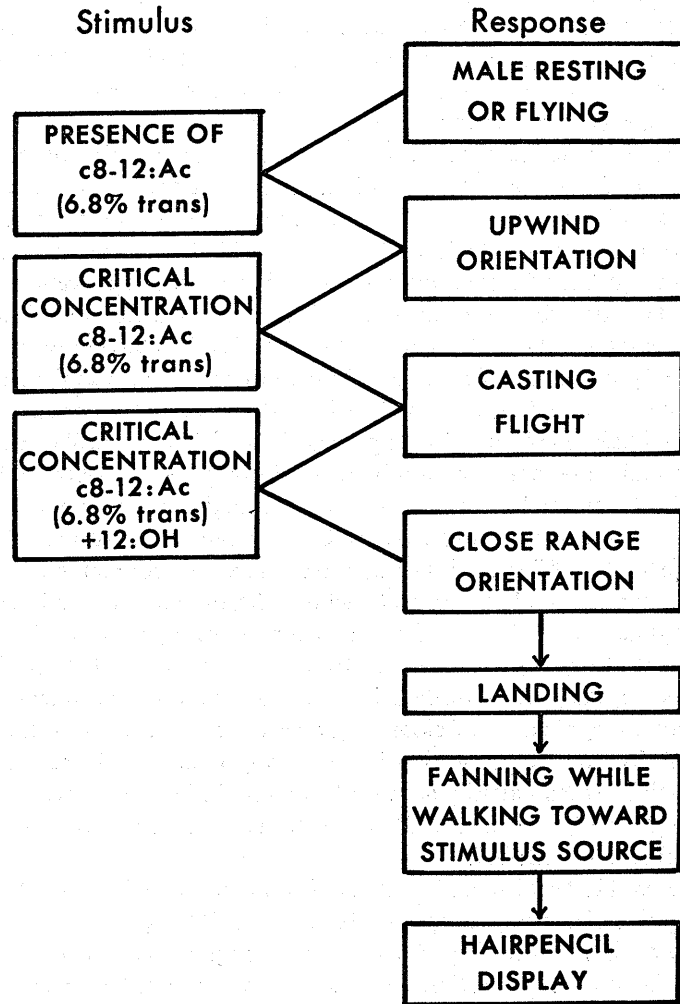 Stimulus
Response
PRESENCE OF
c8-12:Ac
(6.8% trans)
CRITICAL
CONCENTRATION
c8-12:Ac
(6.8% trans)
CRITICAL
CONCENTRATION
c8-12:Ac
(6.8% trans)
+12:OH
MALE RESTING
OR FLYING
UPWIND
ORIENTATION
CASTING
FLIGHT
CLOSE RANGE
ORIENTATION
LANDING
FANNING WHILE
WALKING TOWARD
STIMULUS SOURCE
HAIRPENCIL
DISPLAY